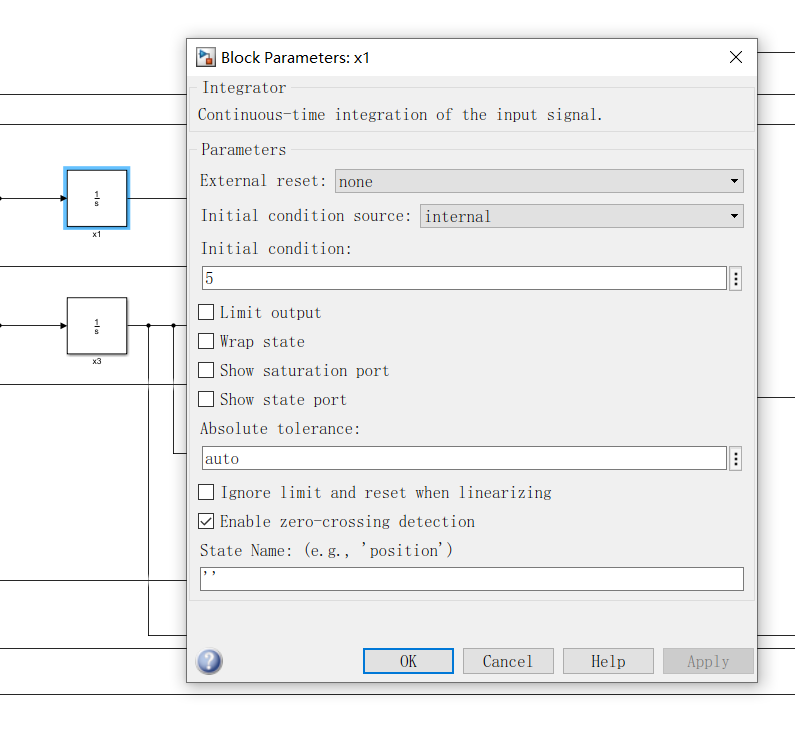 Block Parameters: x1
Integrator
Continuous-time integration of the input signal.
Parameters
External reset: none
Initial condition source: internal
Initial condition:
5
Limit output
Wrap state
Show saturation port
Show state port
Absolute tolerance:
auto
Ignore limit and reset when linearizing
Enable zero-crossing detection
State Name: (e.g., 'position')
''
OK Cancel Help Apply
1
s
x1
1
s
x3